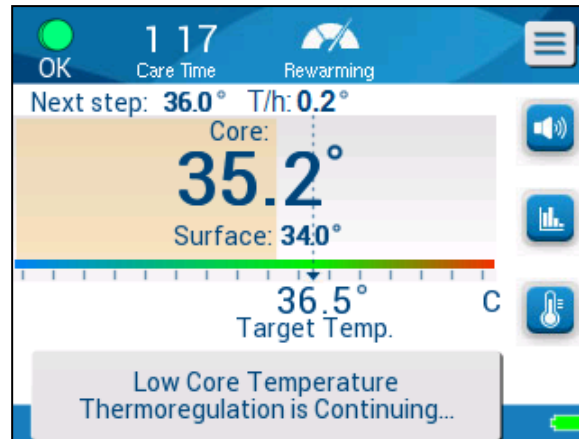 OK
1 17
Care Time
Rewarming
Next step: 36.0° T/h: 0.2°
Core:
35.2°
Surface: 34.0°
36.5° C
Target Temp.
Low Core Temperature
Thermoregulation is Continuing...